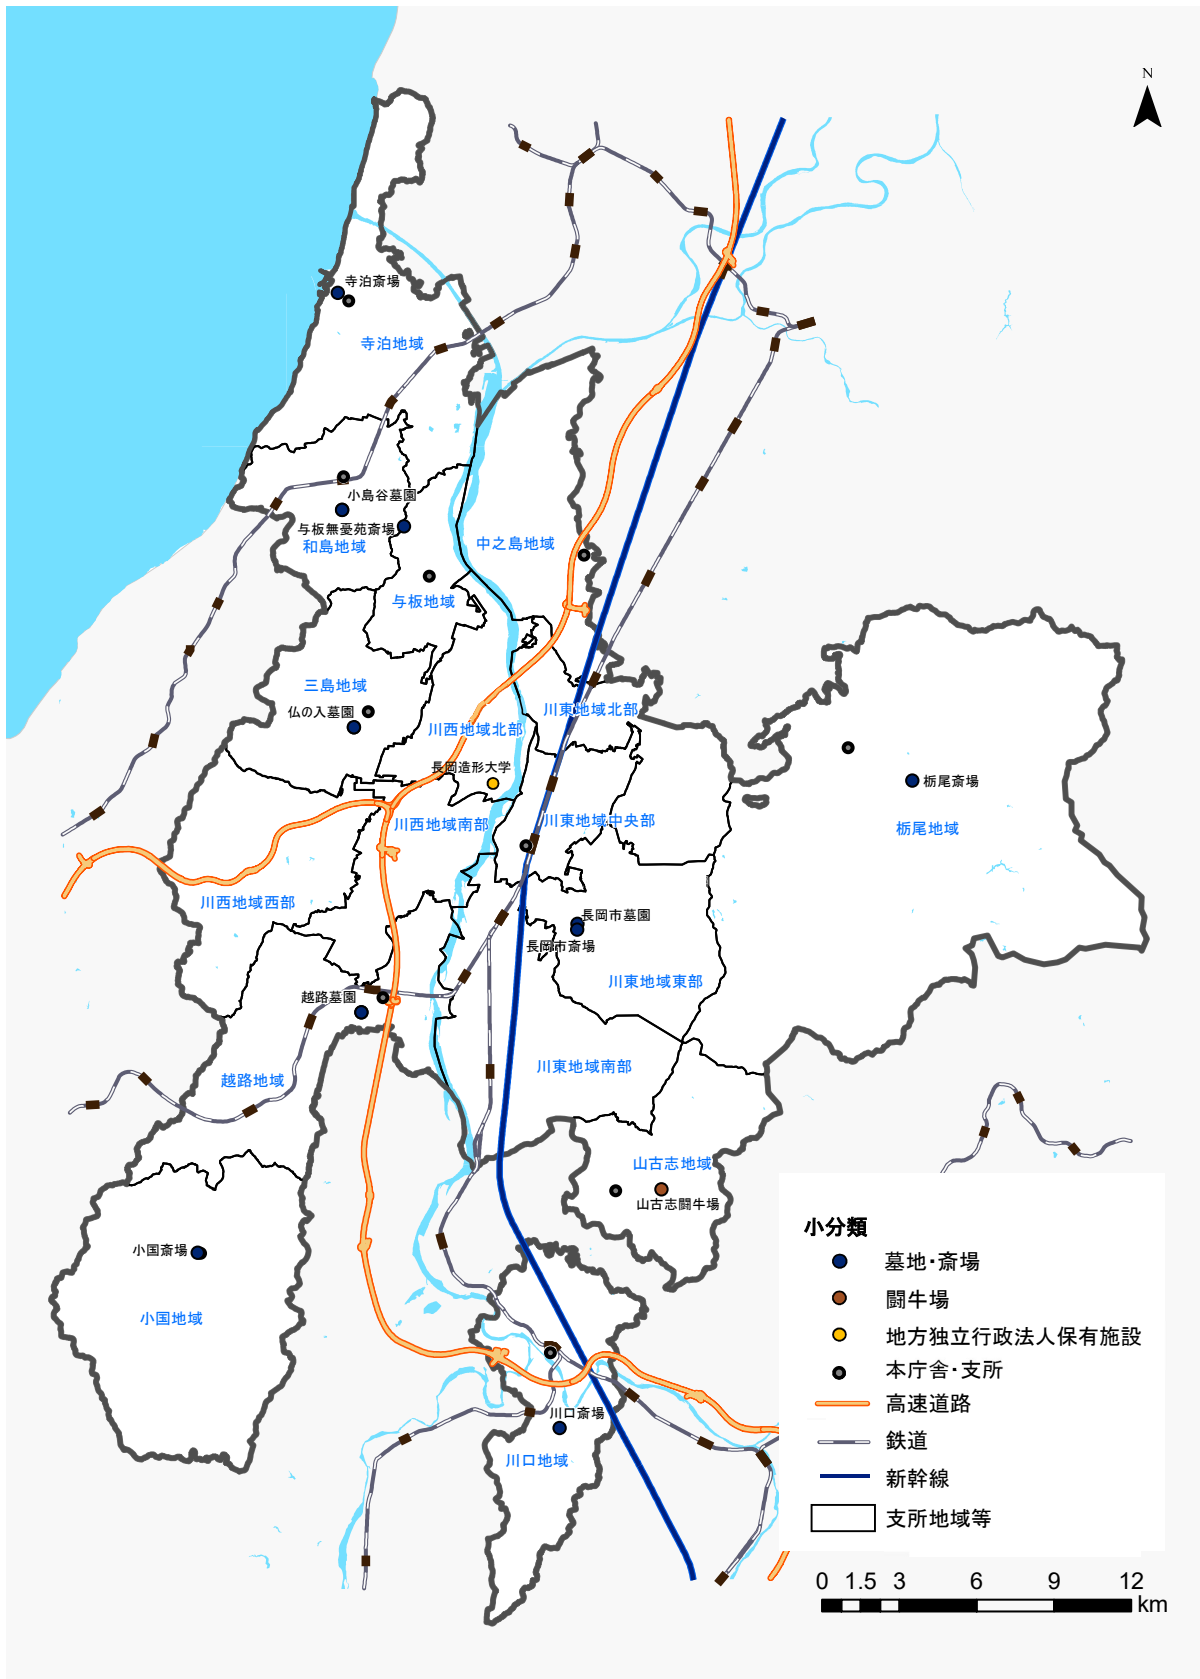 N
寺泊斎場
寺泊地域
小島谷墓園
与板無憂苑斎場
和島地域
中之島地域
与板地域
三島地域
仏の入墓園
川東地域北部
川西地域北部
長岡造形大学
栃尾斎場
川西地域南部
川東地域中央部
栃尾地域
川西地域西部
長岡市墓園
長岡市斎場
川東地域東部
越路墓園
越路地域
川東地域南部
山古志地域
山古志闘牛場
小国斎場
小国地域
川口斎場
川口地域
小分類
墓地・斎場
闘牛場
地方独立行政法人保有施設
本庁舎・支所
高速道路
鉄道
新幹線
支所地域等
0 1.5 3 6 9 12
km